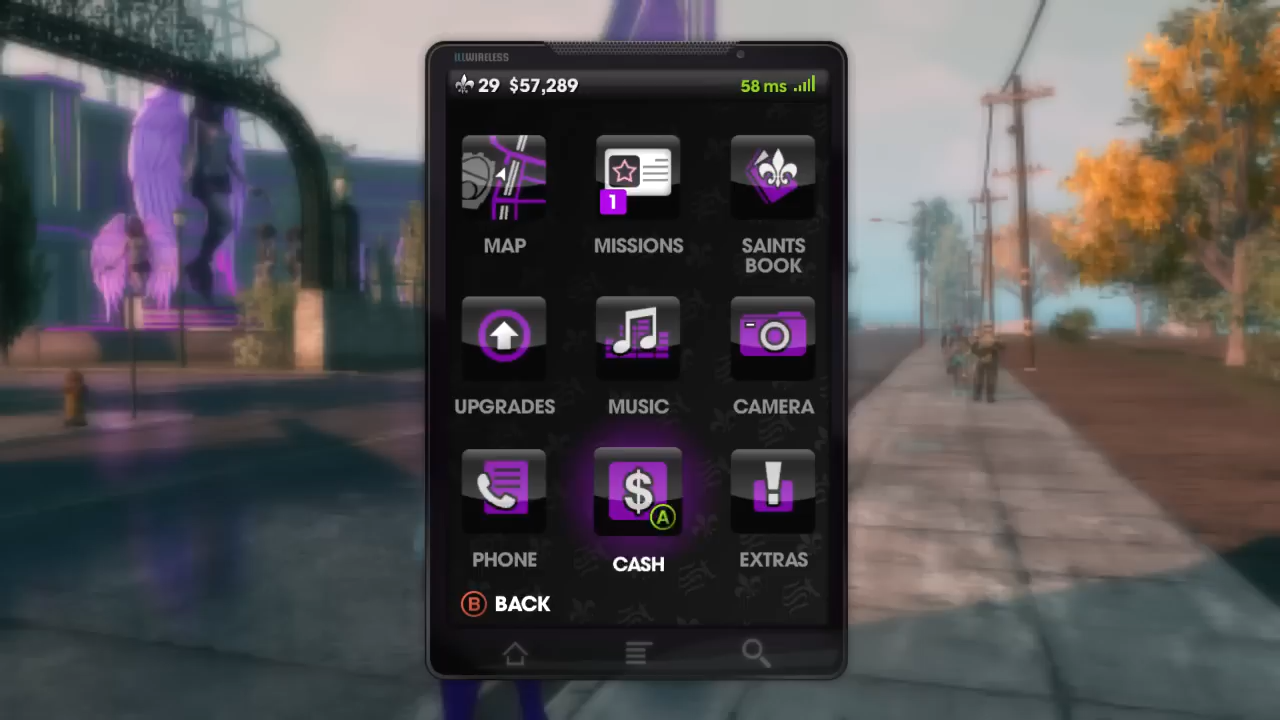 ILLWIRELESS
29 $57,289
58 ms
MAP
1
MISSIONS
SAINTS
BOOK
UPGRADES
MUSIC
CAMERA
PHONE
$
A
CASH
!
EXTRAS
B BACK